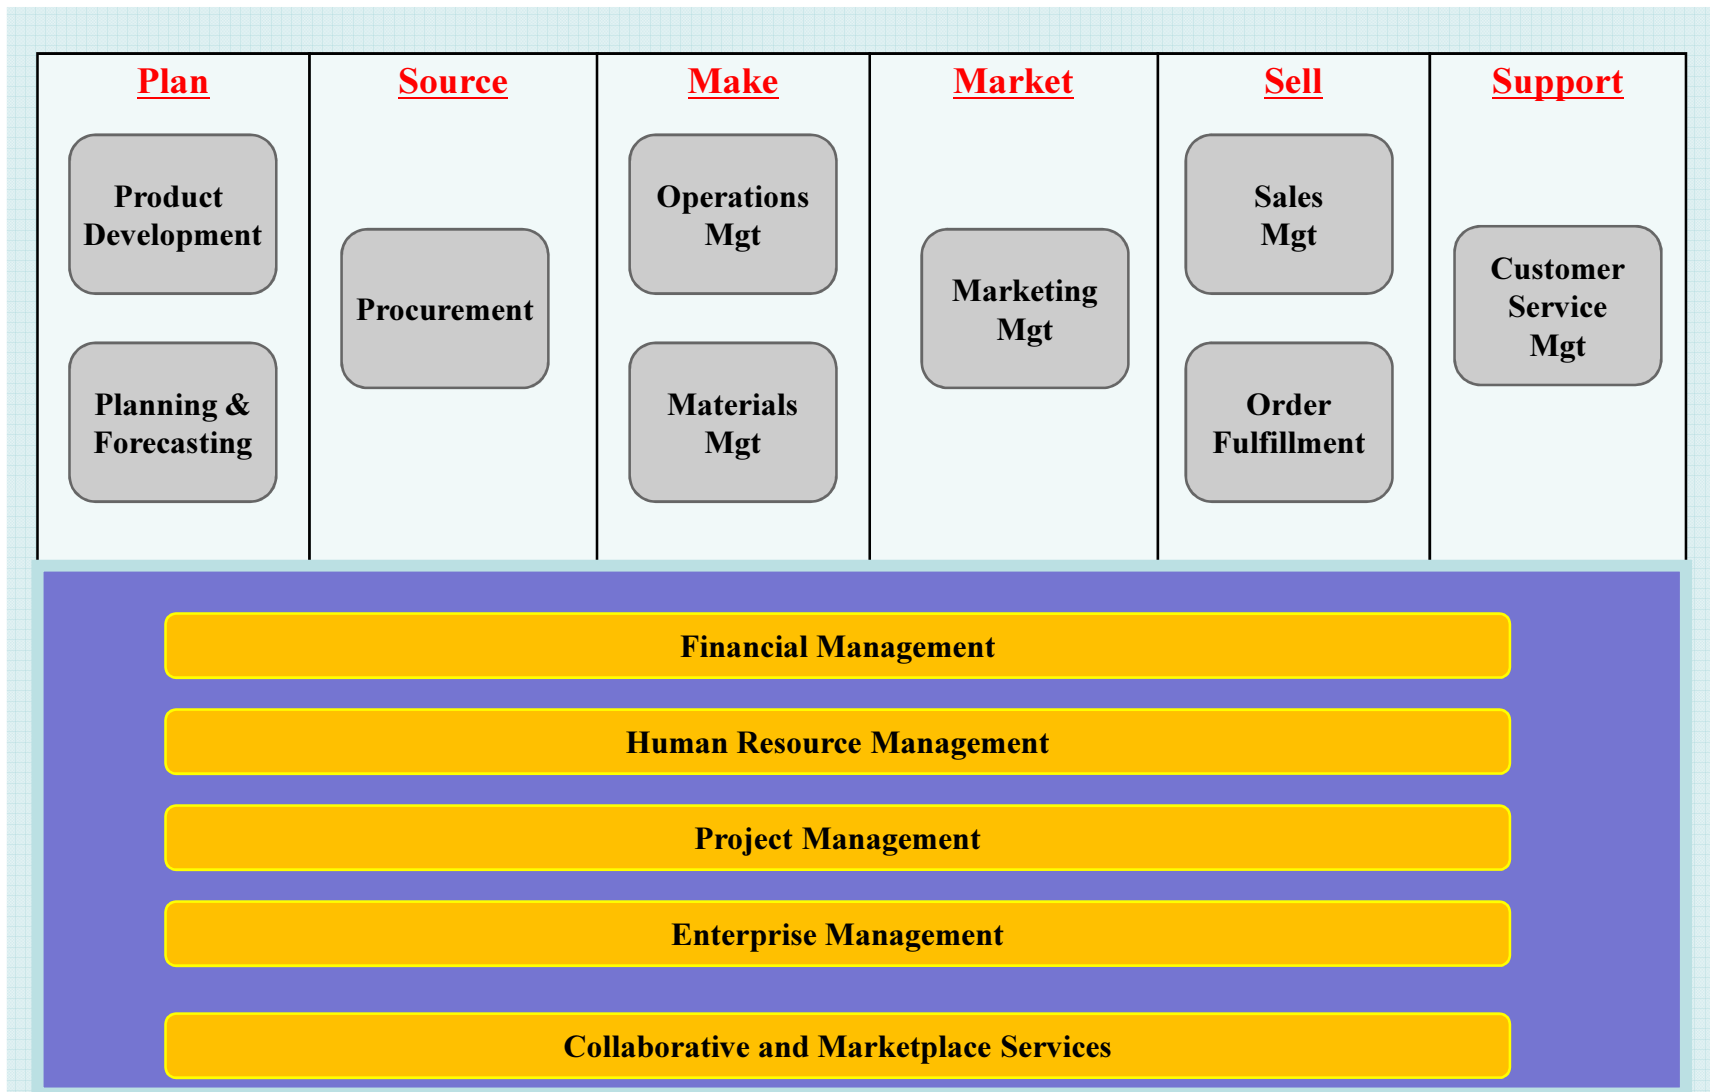 Plan
Source
Make
Market
Sell
Support
Product
Development
Planning &
Forecasting
Procurement
Operations
Mgt
Materials
Mgt
Marketing
Mgt
Sales
Mgt
Order
Fulfillment
Customer
Service
Mgt
Financial Management
Human Resource Management
Project Management
Enterprise Management
Collaborative and Marketplace Services